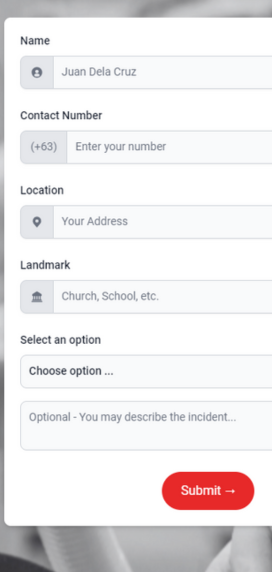 Name
Juan Dela Cruz
Contact Number
(+63) Enter your number
Location
Your Address
Landmark
Church, School, etc.
Select an option
Choose option ...
Optional - You may describe the incident...
Submit →